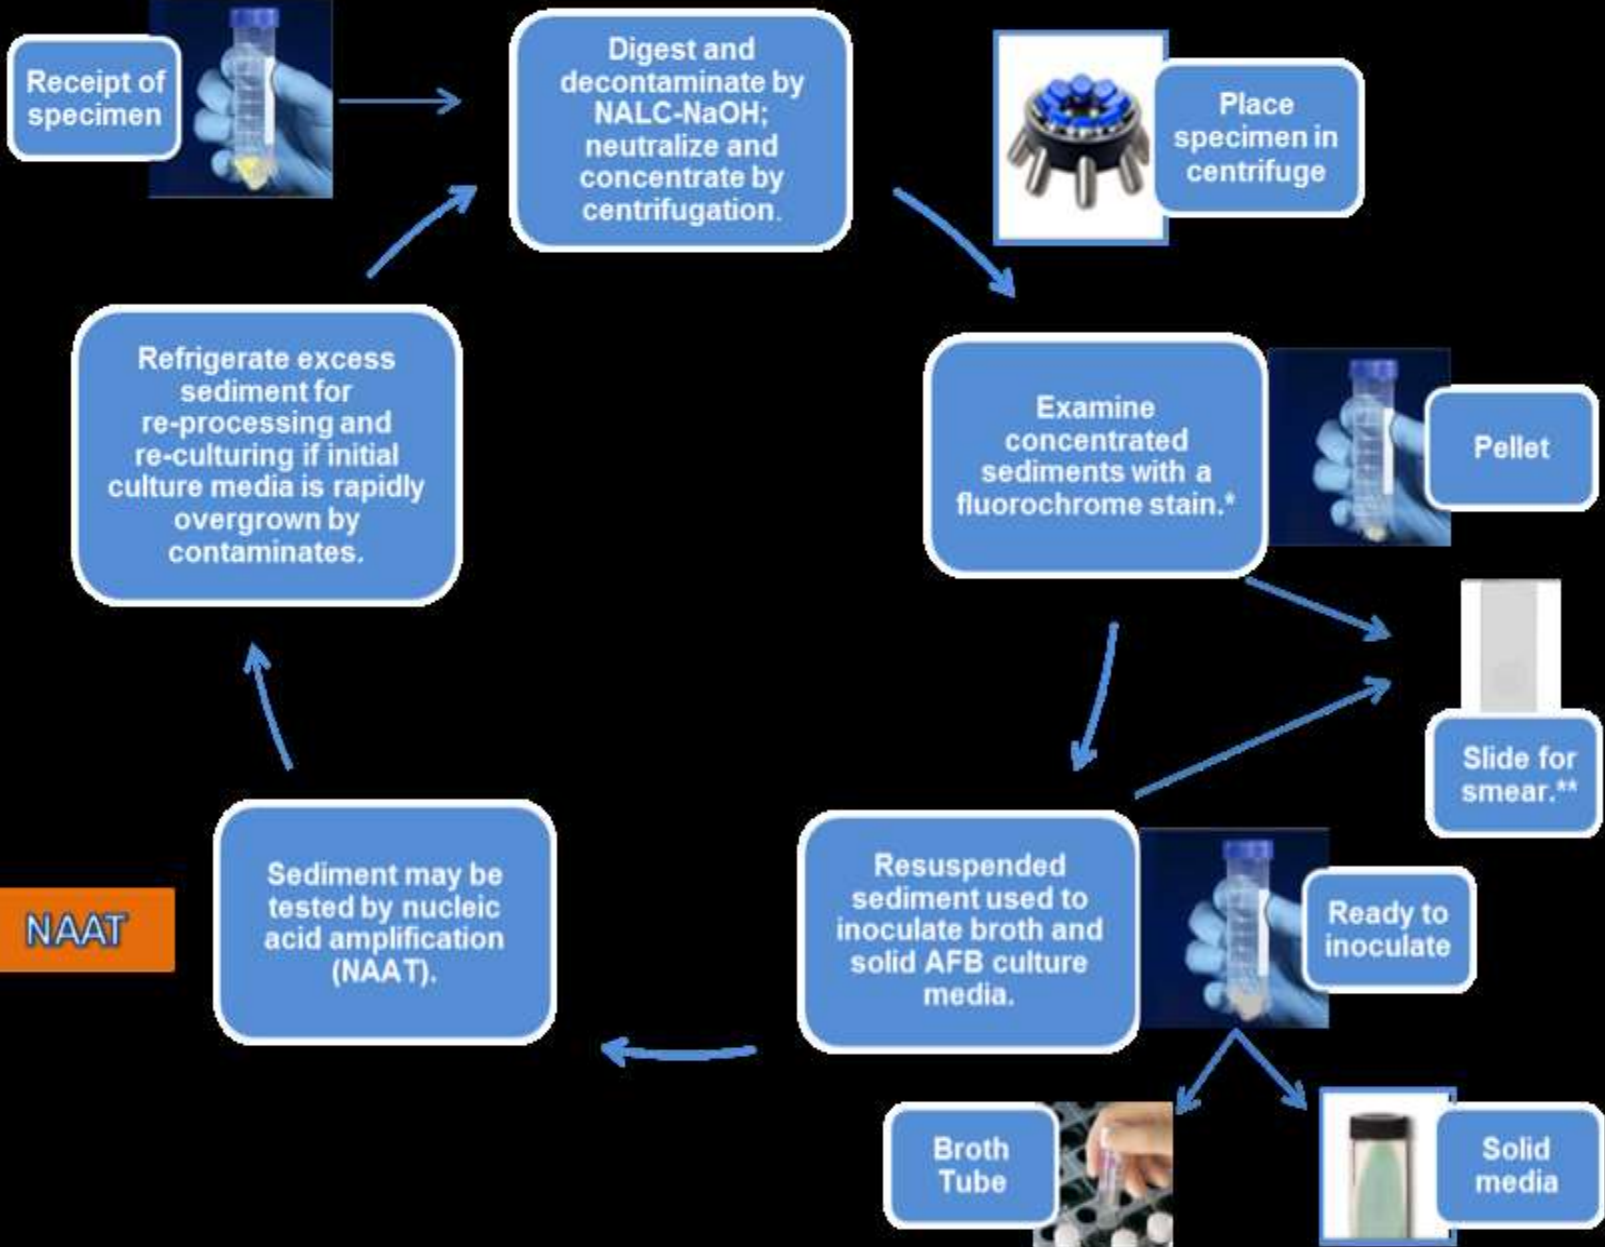 Receipt of
specimen
Digest and
decontaminate by
NALC-NaOH;
neutralize and
concentrate by
centrifugation.
Place
specimen in
centrifuge
Examine
concentrated
sediments with a
fluorochrome stain.*
Pellet
Slide for
smear.**
Resuspended
sediment used to
inoculate broth and
solid AFB culture
media.
Ready to
inoculate
Broth
Tube
Solid
media
Sediment may be
tested by nucleic
acid amplification
(NAAT).
NAAT
Refrigerate excess
sediment for
re-processing and
re-culturing if initial
culture media is rapidly
overgrown by
contaminates.